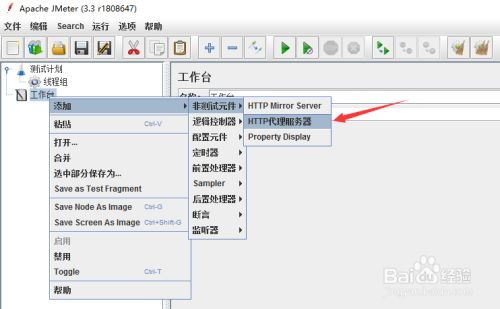 Apache JMeter (3.3 r1808647)
文件 编辑 Search 运行 选项 帮助
测试计划
线程组
工作台
工作台
名称: 工作台
添加
粘贴 Ctrl-V
打开...
合并
选中部分保存为...
Save as Test Fragment
Save Node As Image Ctrl-G
Save Screen As Image Ctrl+Shift-G
启用
禁用
Toggle Ctrl-T
帮助
非测试元件
逻辑控制器
配置元件
定时器
前置处理器
Sampler
后置处理器
断言
监听器
HTTP Mirror Server
HTTP代理服务器
Property Display
Baidu经验
jingyan.baidu.com